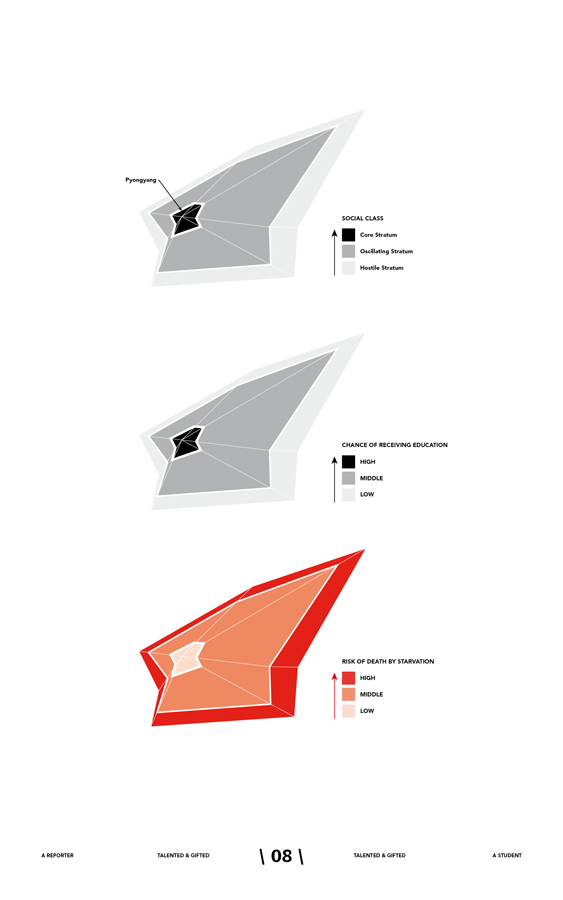 Pyongyang
SOCIAL CLASS
Core Stratum
Oscillating Stratum
Hostile Stratum
CHANCE OF RECEIVING EDUCATION
HIGH
MIDDLE
LOW
RISK OF DEATH BY STARVATION
HIGH
MIDDLE
LOW
A REPORTER TALENTED & GIFTED \ 08 \ TALENTED & GIFTED A STUDENT